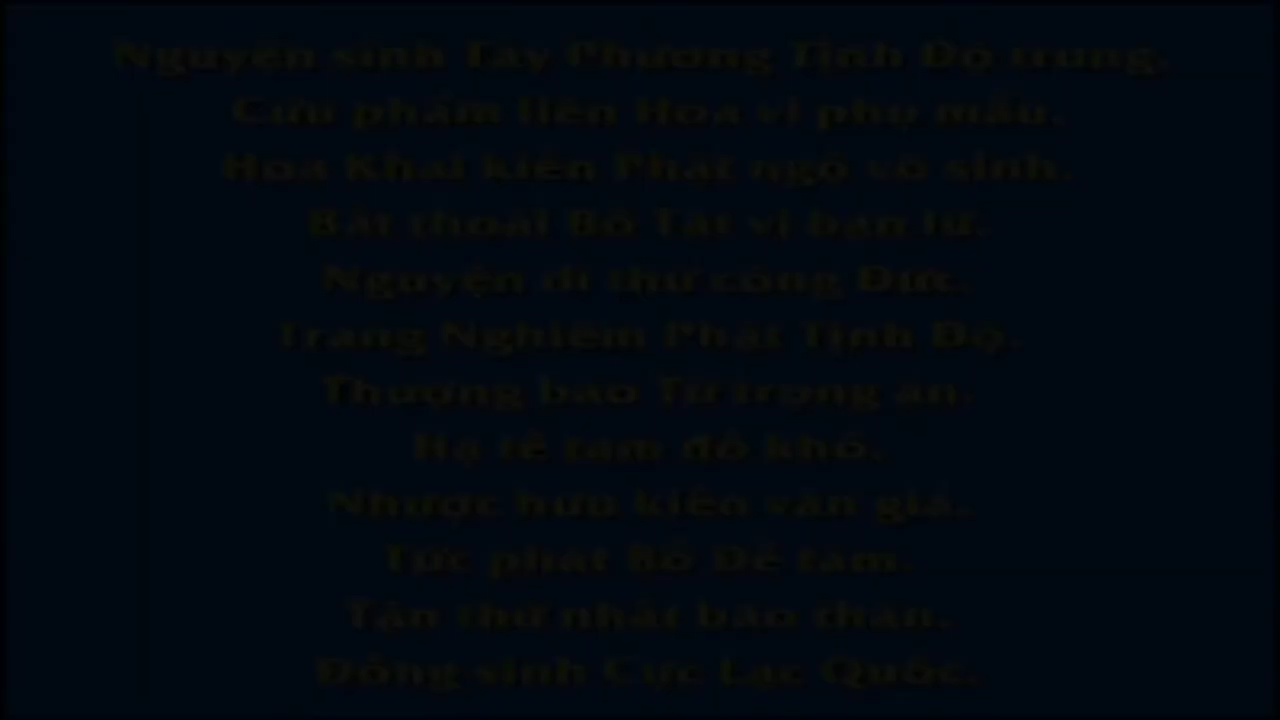 Nguyện sinh Tây Phương Tịnh Độ trung.
Cửu phẩm liên Hoa vi phụ mẫu.
Hoa Khai kiến Phật ngộ vô sinh.
Bất thoái Bồ Tát vi bạn lữ.
Nguyện dĩ thử công Đức.
Trang Nghiêm Phật Tịnh Độ.
Thượng báo Tứ trọng ân.
Hạ tế tam đồ khổ.
Nhược hữu kiến văn giả.
Tức phát Bồ Đề tâm.
Tận thử nhất báo thân.
Đồng sinh Cực Lạc Quốc.